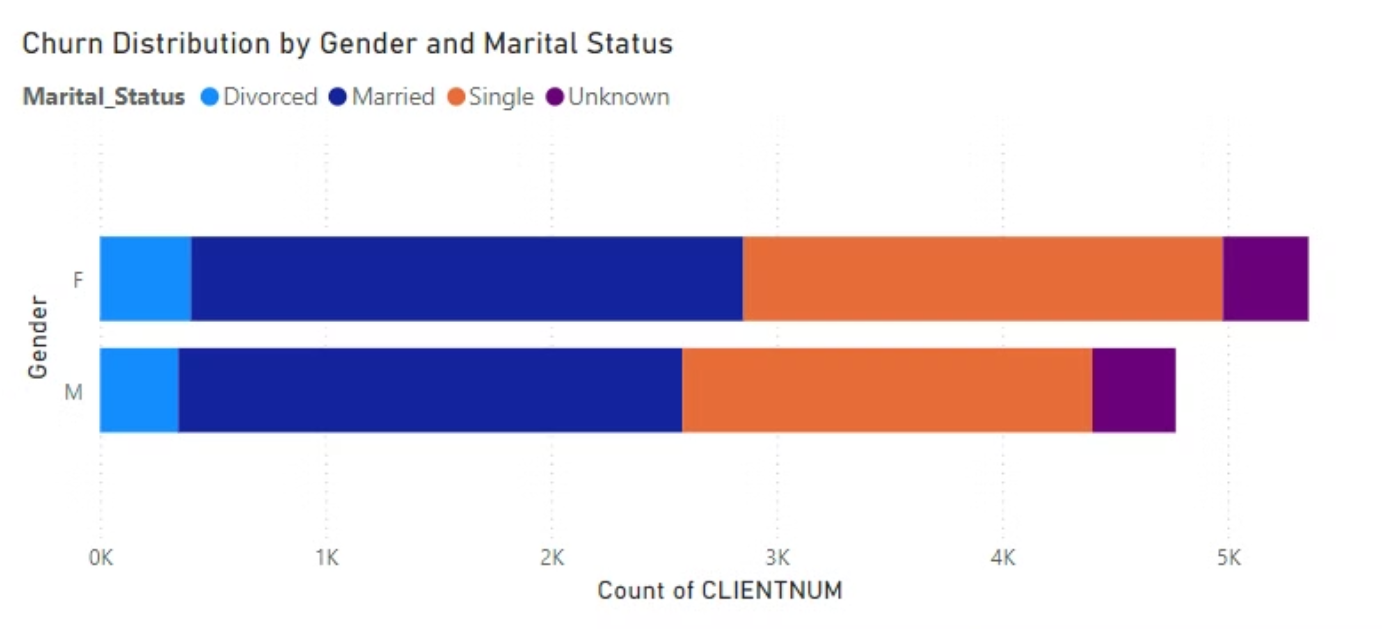 Churn Distribution by Gender and Marital Status
Marital_Status Divorced Married Single Unknown
Gender
F
M
0K 1K 2K 3K 4K 5K
Count of CLIENTNUM